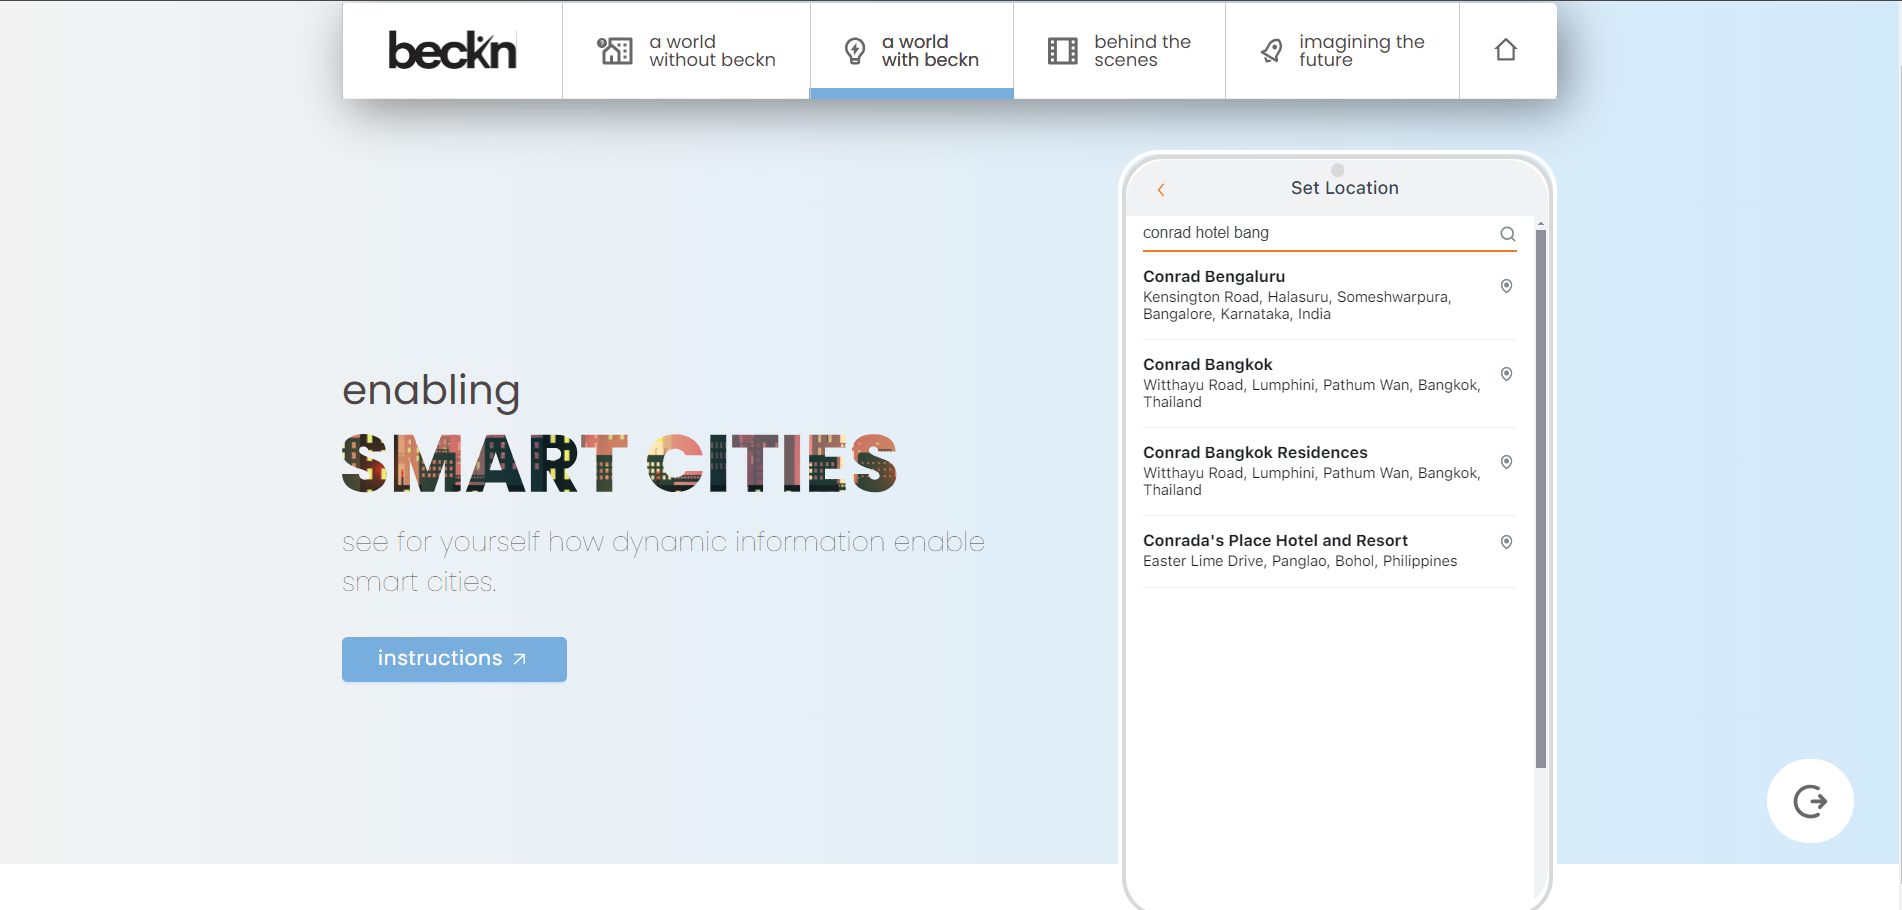 beckn
a world
without beckn
a world
with beckn
behind the
scenes
imagining the
future
enabling
SMART CITIES
see for yourself how dynamic information enable
smart cities.
instructions
Set Location
conrad hotel bang
Conrad Bengaluru
Kensington Road, Halasuru, Someshwarpura,
Bangalore, Karnataka, India
Conrad Bangkok
Witthayu Road, Lumphini, Pathum Wan, Bangkok,
Thailand
Conrad Bangkok Residences
Witthayu Road, Lumphini, Pathum Wan, Bangkok,
Thailand
Conrada's Place Hotel and Resort
Easter Lime Drive, Panglao, Bohol, Philippines